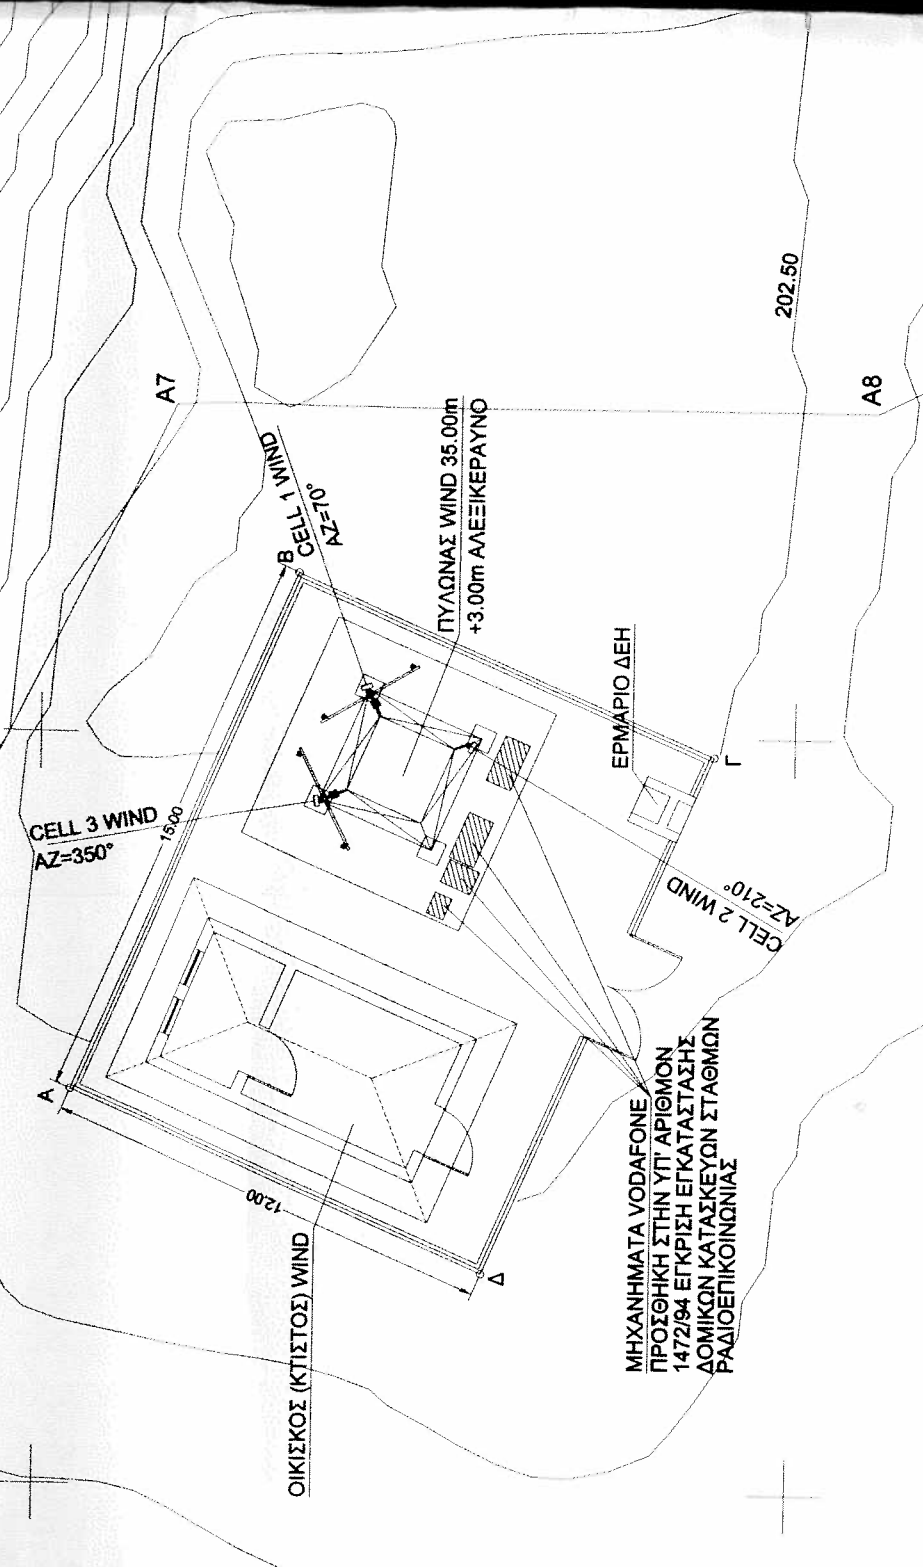 A7
A8
202.50
CELL 1 WIND
AZ=70°
B
ΠΥΛΩΝΑΣ WIND 35.00m
+3.00m ΑΛΕΞΙΚΕΡΑΥΝΟ
ΕΡΜΑΡΙΟ ΔΕΗ
Γ
CELL 3 WIND
AZ=350°
15.00
CELL 2 WIND
AZ=210°
A
12.00
Δ
ΟΙΚΙΣΚΟΣ (ΚΤΙΣΤΟΣ) WIND
ΜΗΧΑΝΗΜΑΤΑ VODAFONE
ΠΡΟΣΘΗΚΗ ΣΤΗΝ ΥΠ' ΑΡΙΘΜΟΝ
1472/94 ΕΓΚΡΙΣΗ ΕΓΚΑΤΑΣΤΑΣΗΣ
ΔΟΜΙΚΩΝ ΚΑΤΑΣΚΕΥΩΝ ΣΤΑΘΜΩΝ
ΡΑΔΙΟΕΠΙΚΟΙΝΩΝΙΑΣ